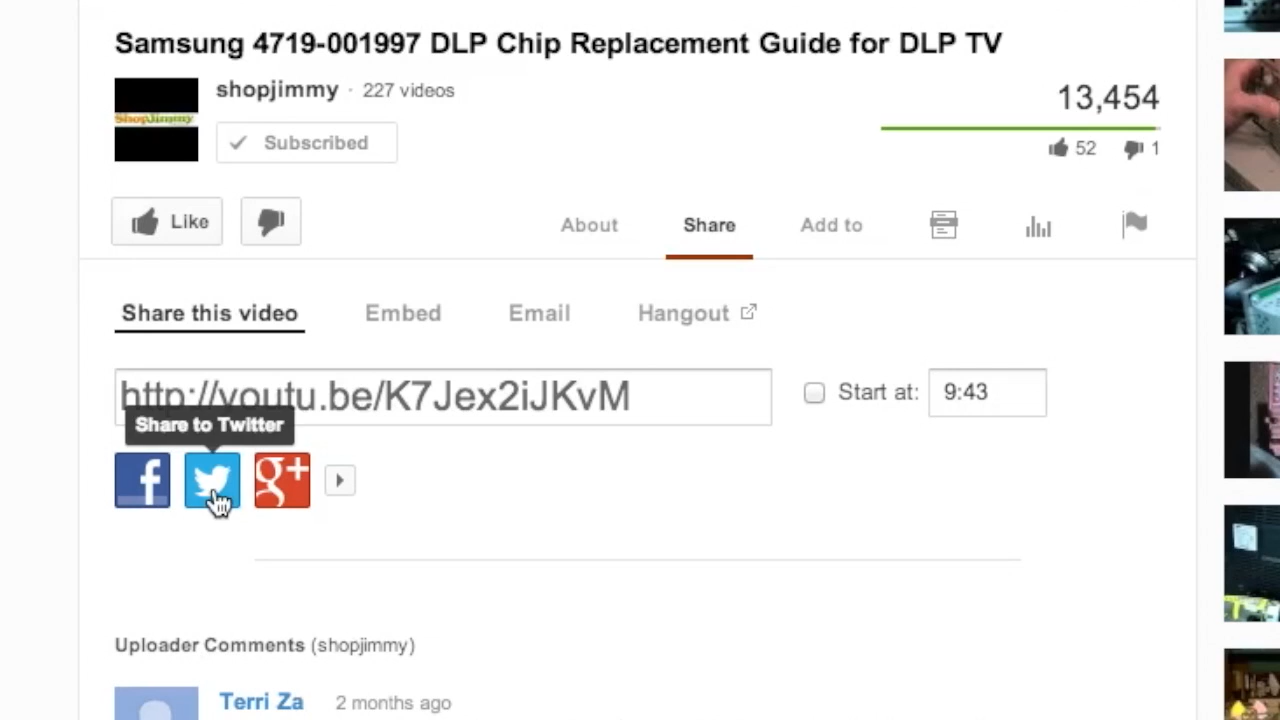 Samsung 4719-001997 DLP Chip Replacement Guide for DLP TV
shopjimmy · 227 videos
ShopJimmy
Subscribed
13,454
52 1
Like
About Share Add to
Share this video Embed Email Hangout
http://youtu.be/K7Jex2iJKvM
Start at: 9:43
Share to Twitter
f g+
Uploader Comments (shopjimmy)
Terri Za 2 months ago